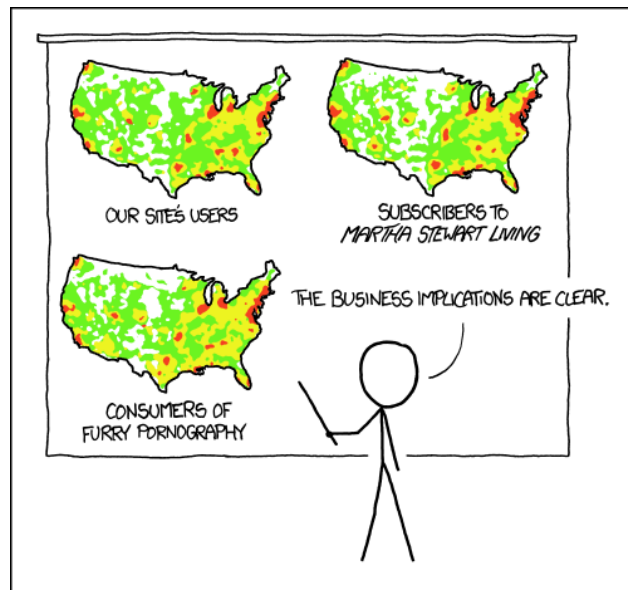 OUR SITE'S USERS
SUBSCRIBERS TO
MARTHA STEWART LIVING
THE BUSINESS IMPLICATIONS ARE CLEAR.
CONSUMERS OF
FURRY PORNOGRAPHY